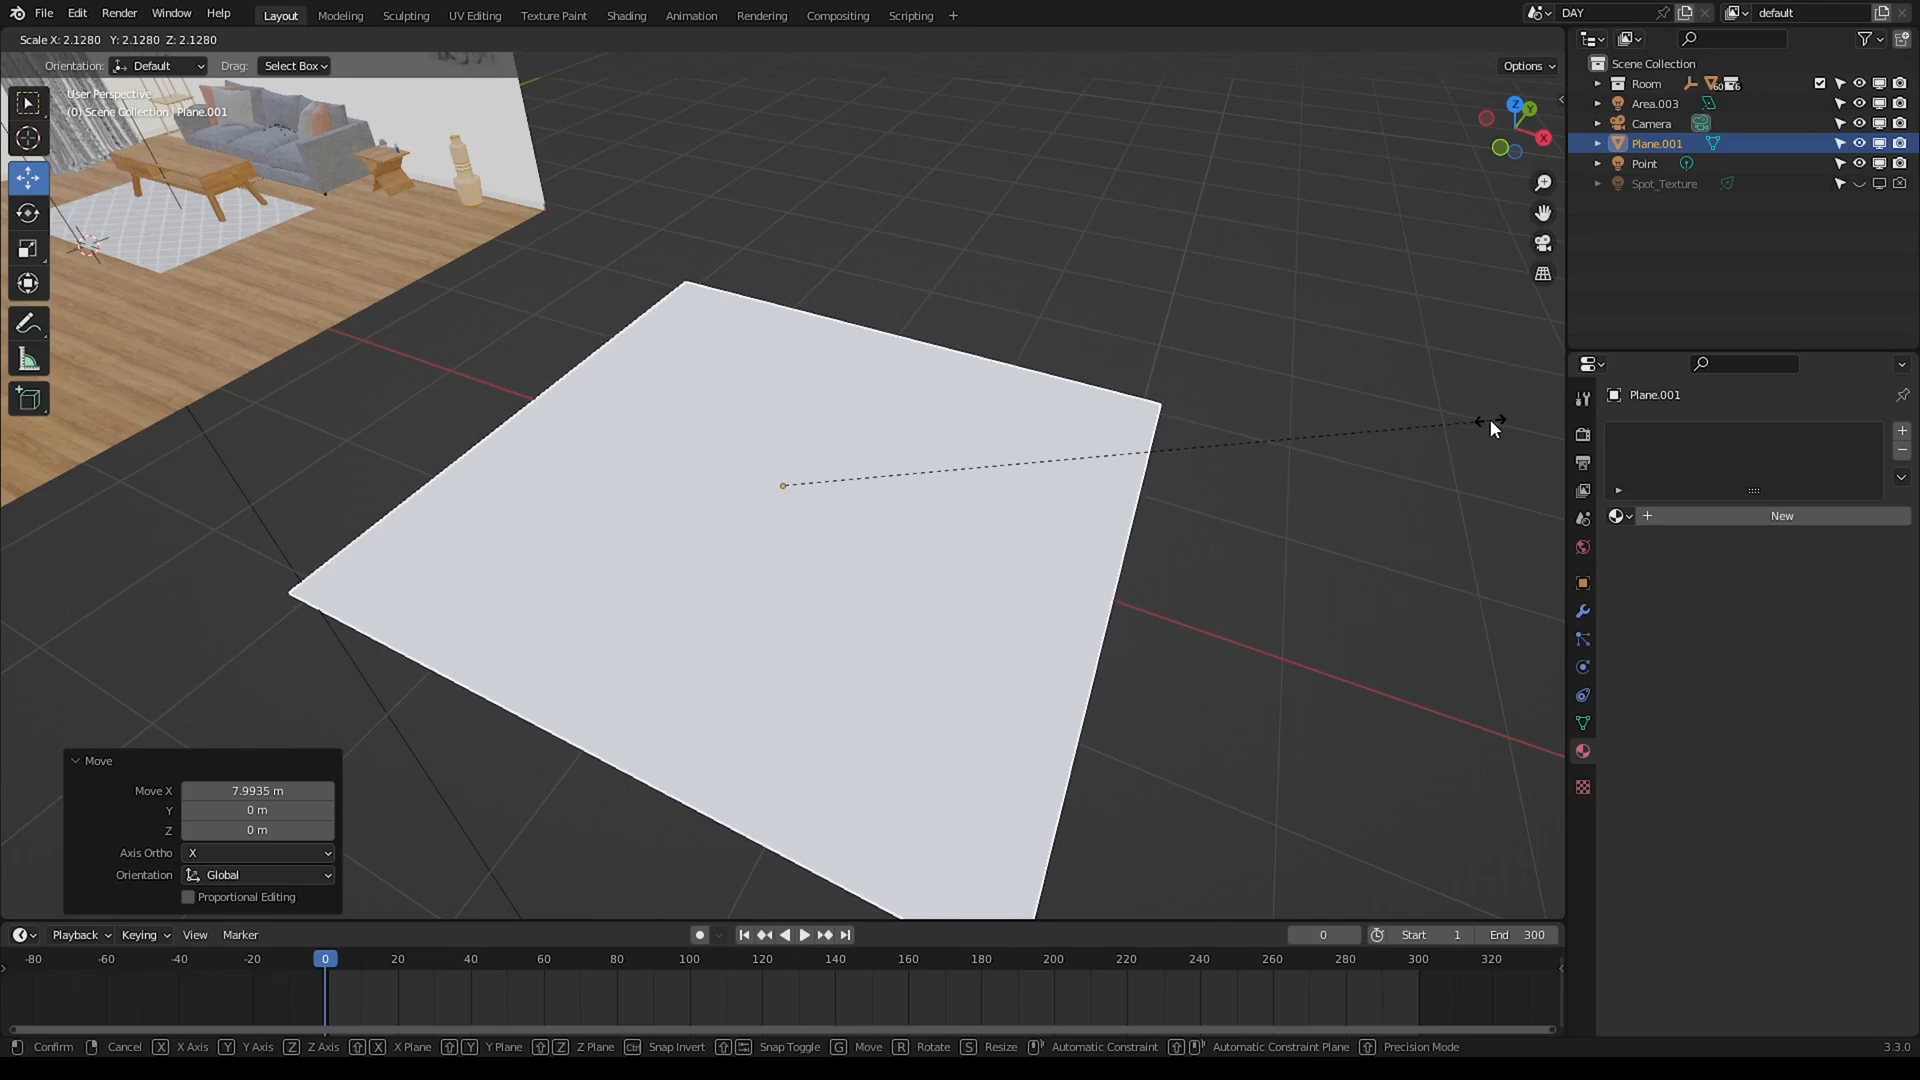 File Edit Render Window Help Layout Modeling Sculpting UV Editing Texture Paint Shading Animation Rendering Compositing Scripting + DAY default
Scale X: 2.1280 Y: 2.1280 Z: 2.1280
Orientation: Default Drag: Select Box Options
User Perspective
(0) Scene Collection | Plane.001
Z
Y
X
Scene Collection
Room 60 6
Area.003
Camera
Plane.001
Point
Spot_Texture
Plane.001
+ New
Move
Move X 7.9935 m
Y 0 m
Z 0 m
Axis Ortho X
Orientation Global
Proportional Editing
Playback Keying View Marker 0 Start 1 End 300
-80 -60 -40 -20 0 20 40 60 80 100 120 140 160 180 200 220 240 260 280 300 320
Confirm Cancel X X Axis Y Y Axis Z Z Axis X X Plane Y Y Plane Z Z Plane Ctrl Snap Invert Snap Toggle G Move R Rotate S Resize Automatic Constraint Automatic Constraint Plane Precision Mode 3.3.0